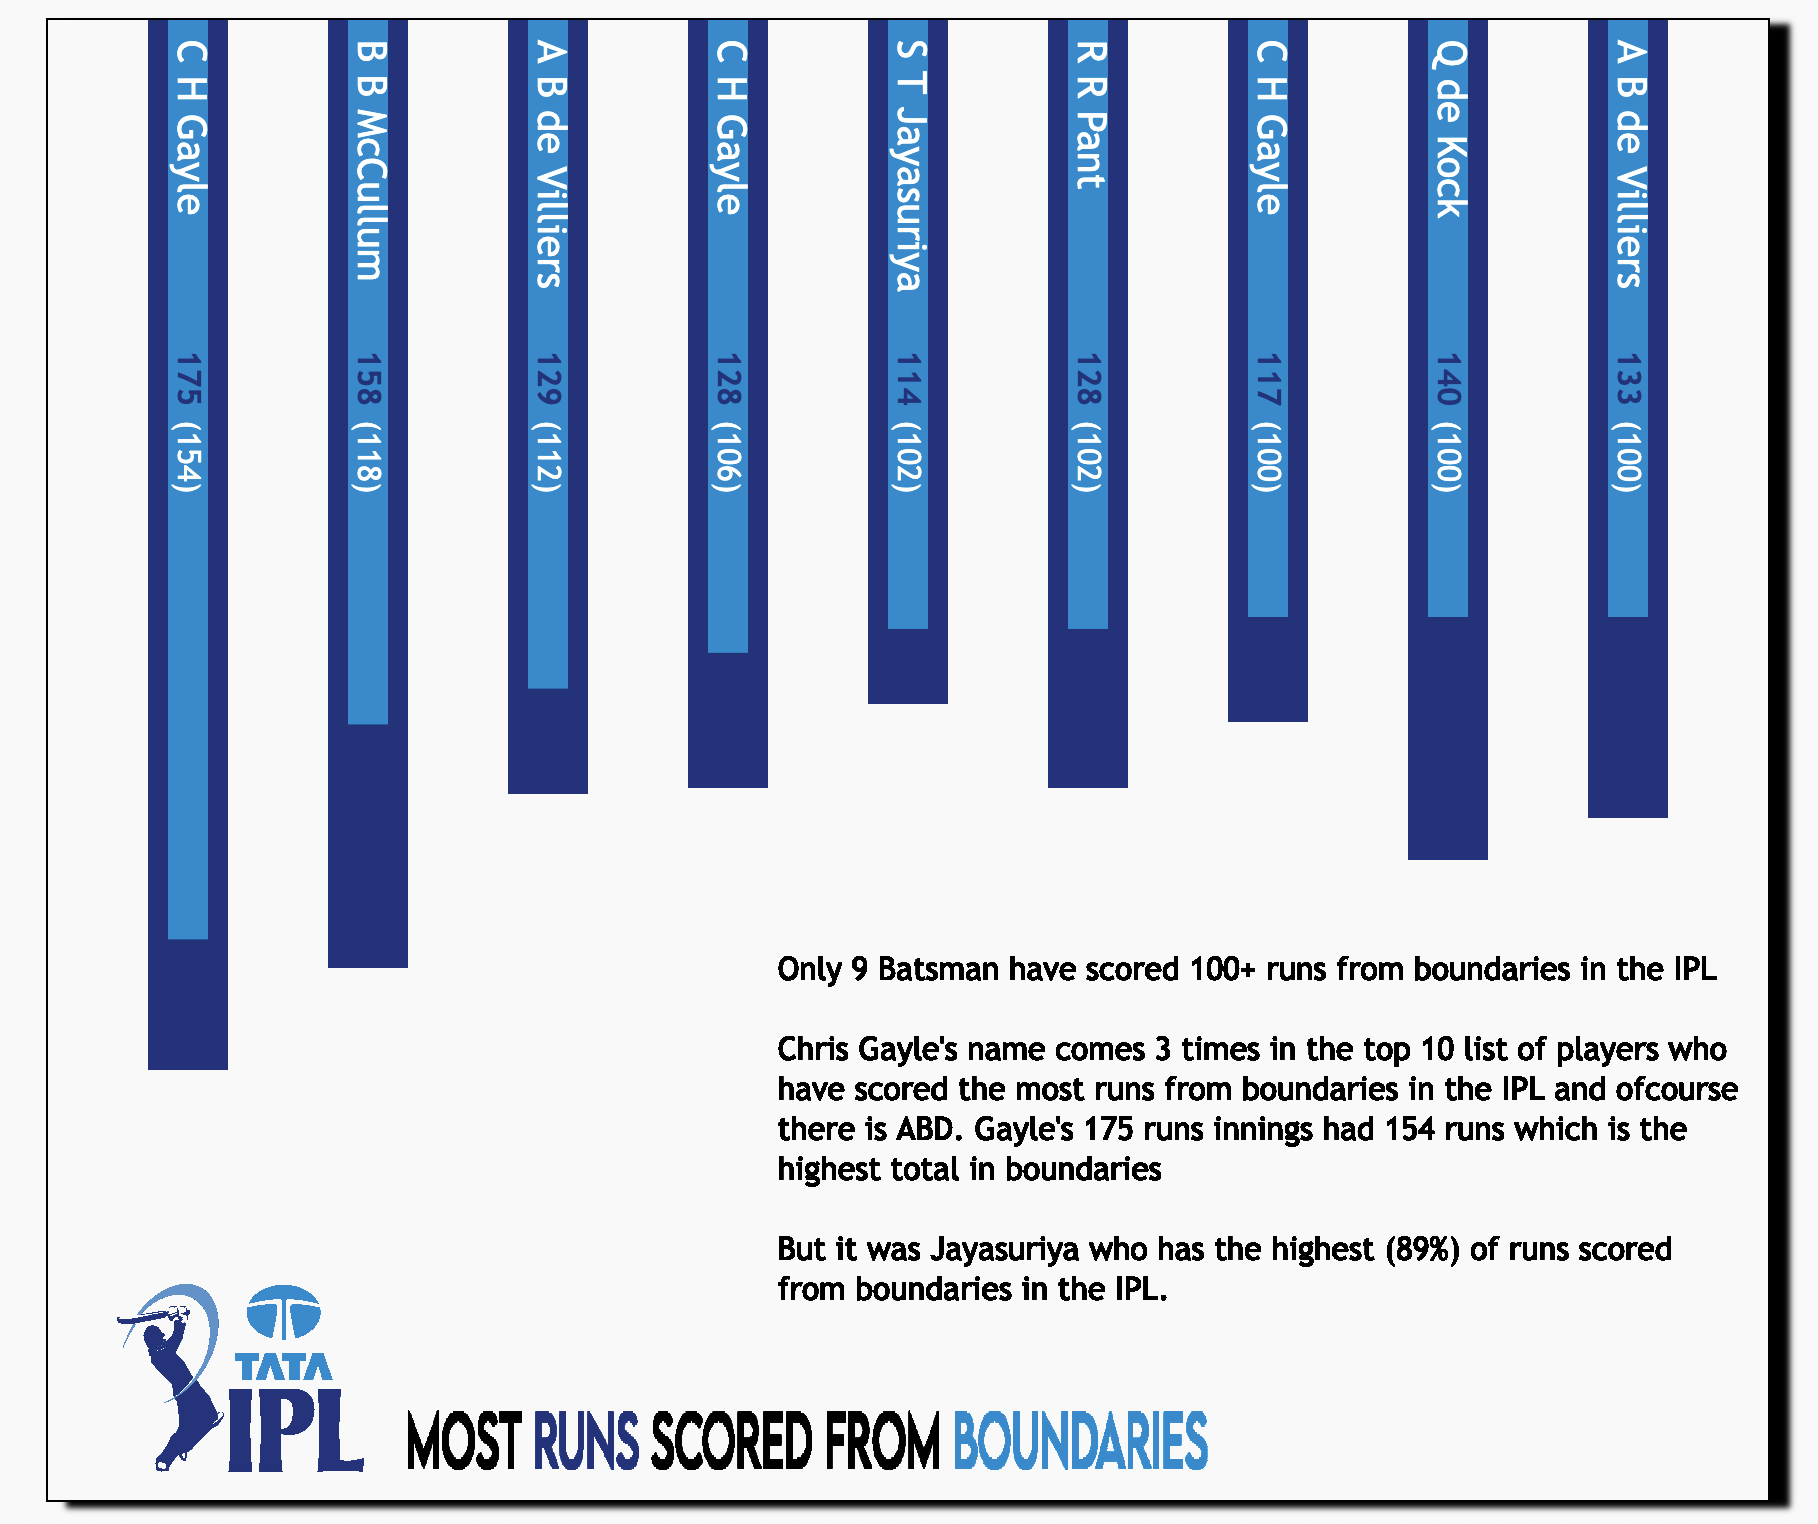 C H Gayle 175 (154)
B B McCullum 158 (118)
A B de Villiers 129 (112)
C H Gayle 128 (106)
S T Jayasuriya 114 (102)
R R Pant 128 (102)
C H Gayle 117 (100)
Q de Kock 140 (100)
A B de Villiers 133 (100)
Only 9 Batsman have scored 100+ runs from boundaries in the IPL
Chris Gayle's name comes 3 times in the top 10 list of players who
have scored the most runs from boundaries in the IPL and ofcourse
there is ABD. Gayle's 175 runs innings had 154 runs which is the
highest total in boundaries
But it was Jayasuriya who has the highest (89%) of runs scored
from boundaries in the IPL.
TATA
IPL
MOST RUNS SCORED FROM BOUNDARIES